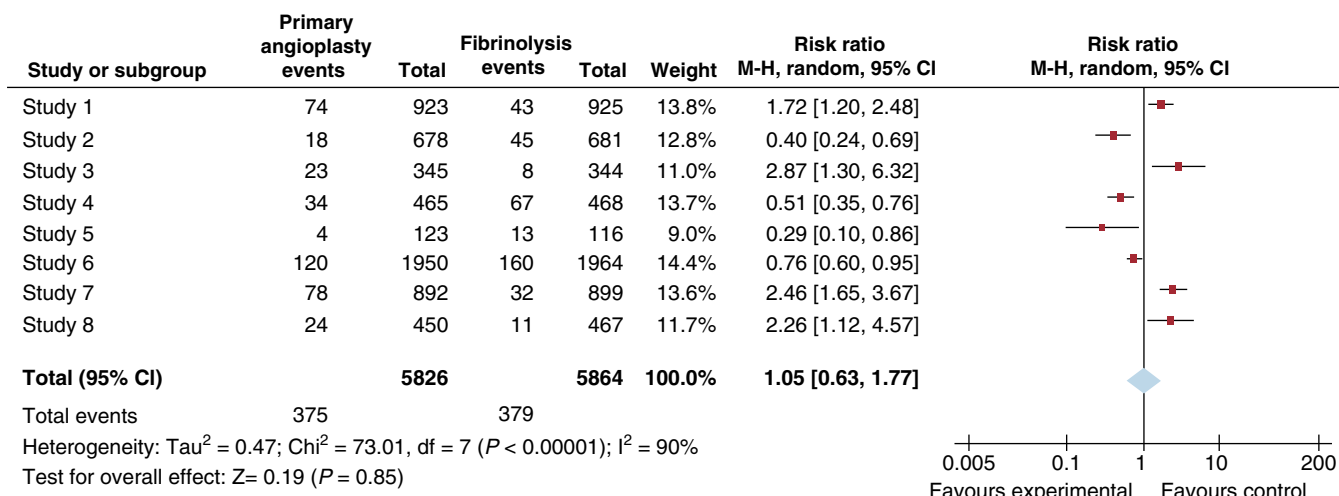 Primary angioplasty events
Fibrinolysis events
Risk ratio
Risk ratio
Study or subgroup Total Total Weight M-H, random, 95% CI M-H, random, 95% CI
Study 1 74 923 43 925 13.8% 1.72 [1.20, 2.48]
Study 2 18 678 45 681 12.8% 0.40 [0.24, 0.69]
Study 3 23 345 8 344 11.0% 2.87 [1.30, 6.32]
Study 4 34 465 67 468 13.7% 0.51 [0.35, 0.76]
Study 5 4 123 13 116 9.0% 0.29 [0.10, 0.86]
Study 6 120 1950 160 1964 14.4% 0.76 [0.60, 0.95]
Study 7 78 892 32 899 13.6% 2.46 [1.65, 3.67]
Study 8 24 450 11 467 11.7% 2.26 [1.12, 4.57]
Total (95% CI) 5826 5864 100.0% 1.05 [0.63, 1.77]
Total events 375 379
Heterogeneity: Tau² = 0.47; Chi² = 73.01, df = 7 (P < 0.00001); I² = 90%
Test for overall effect: Z= 0.19 (P = 0.85)
0.005 0.1 1 10 200
Favours experimental Favours control